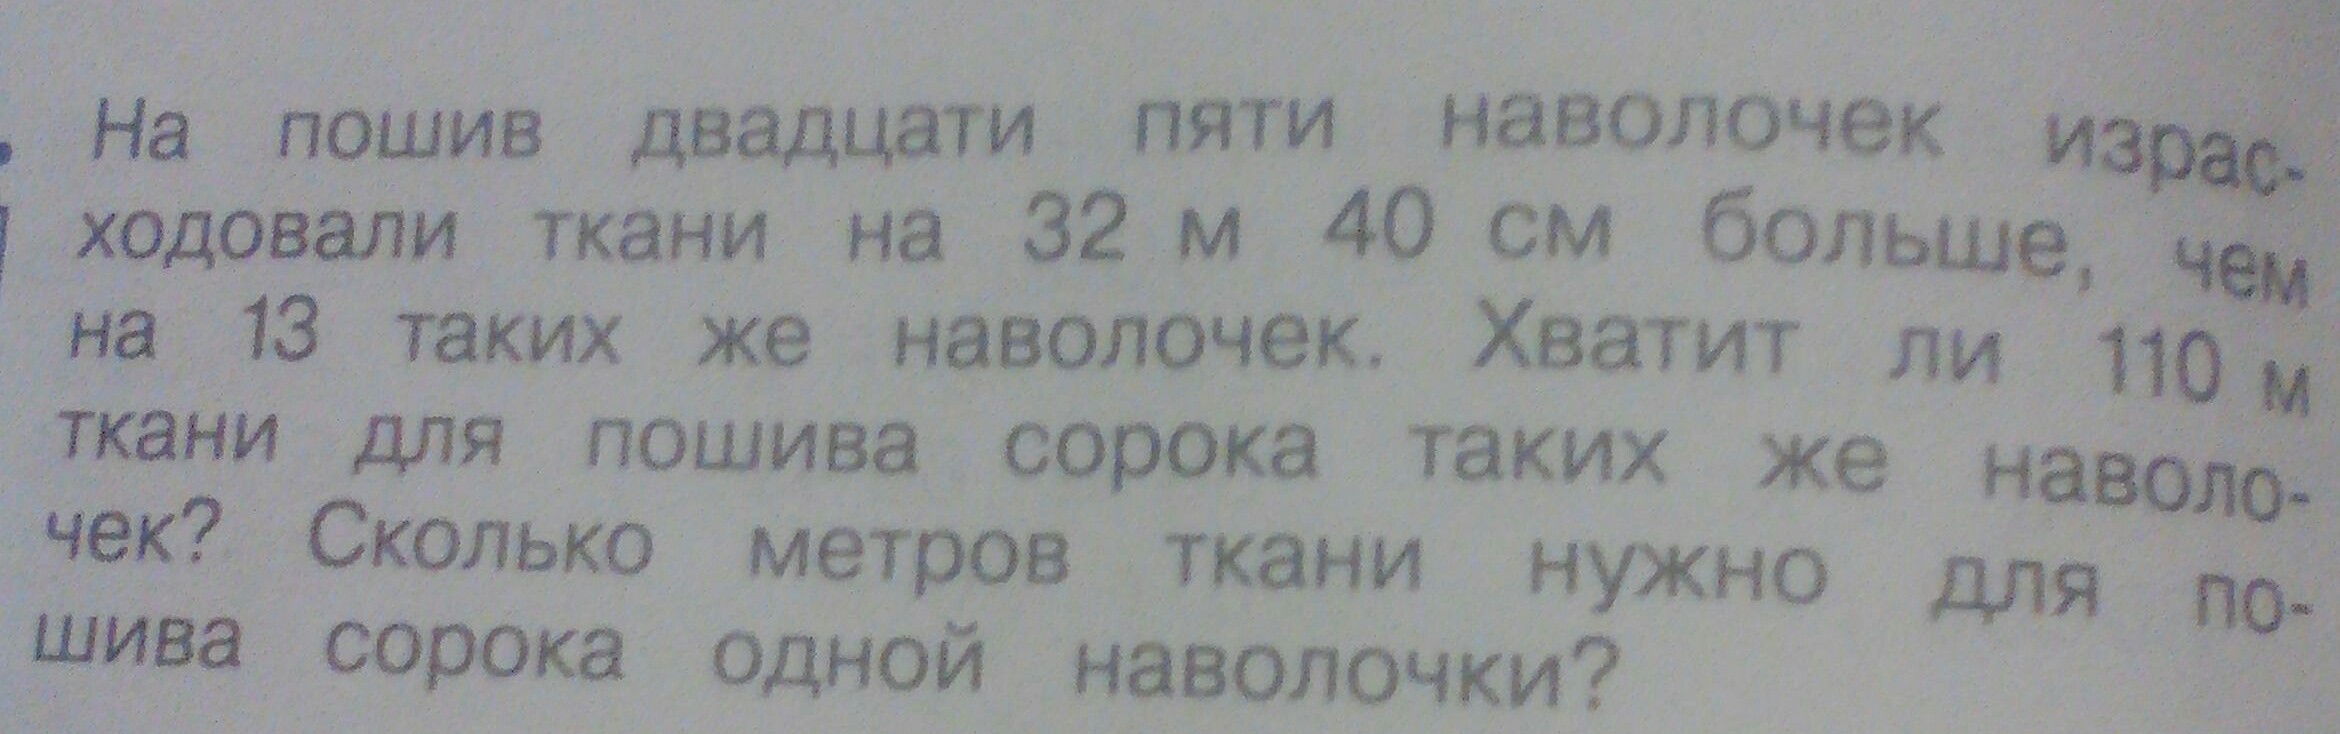 На пошив двадцати пяти наволочек израс-
ходовали ткани на 32 м 40 см больше, чем
на 13 таких же наволочек. Хватит ли 110 м
ткани для пошива сорока таких же наволо-
чек? Сколько метров ткани нужно для по-
шива сорока одной наволочки?